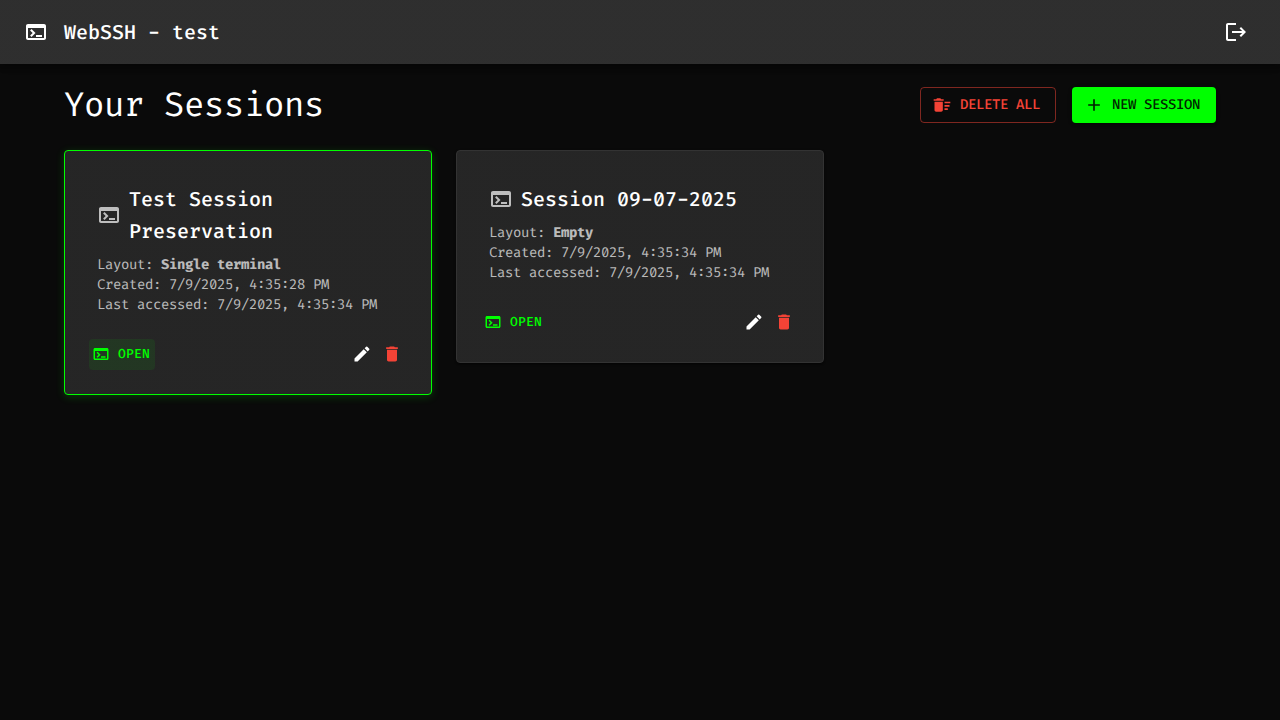 WebSSH - test
Your Sessions
DELETE ALL
NEW SESSION
Test Session
Preservation
Layout: Single terminal
Created: 7/9/2025, 4:35:28 PM
Last accessed: 7/9/2025, 4:35:34 PM
OPEN
Session 09-07-2025
Layout: Empty
Created: 7/9/2025, 4:35:34 PM
Last accessed: 7/9/2025, 4:35:34 PM
OPEN